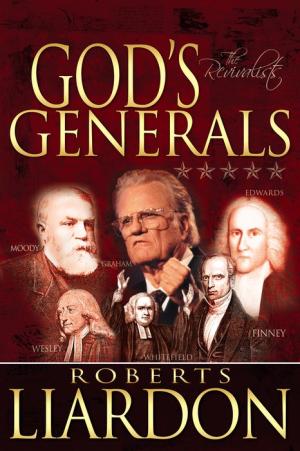 GOD'S
The Revivalists
GENERALS
EDWARDS
MOODY
GRAHAM
WESLEY
WHITEFIELD
FINNEY
ROBERTS
LIARDON